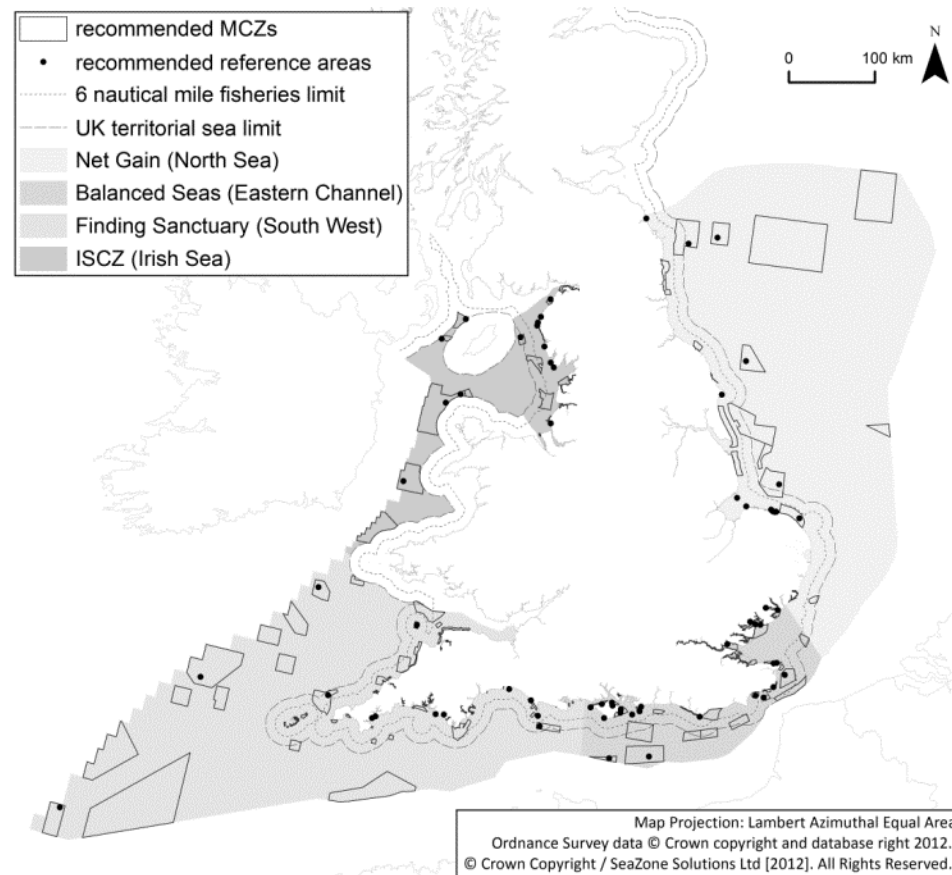 recommended MCZs
recommended reference areas
6 nautical mile fisheries limit
UK territorial sea limit
Net Gain (North Sea)
Balanced Seas (Eastern Channel)
Finding Sanctuary (South West)
ISCZ (Irish Sea)
N
0 100 km
Map Projection: Lambert Azimuthal Equal Area
Ordnance Survey data © Crown copyright and database right 2012.
© Crown Copyright / SeaZone Solutions Ltd [2012]. All Rights Reserved.